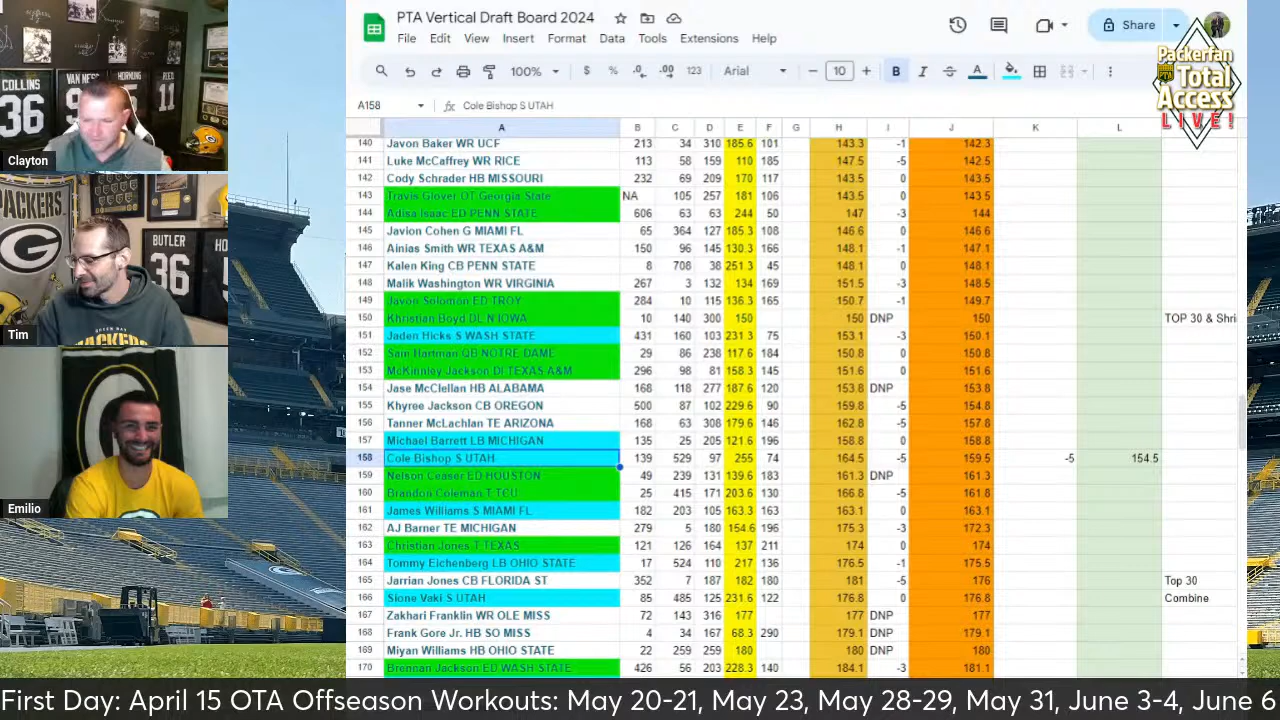 COLLINS
36
VAN NESS
HORNUNG
REED
11
Clayton
PACKERS
G
BUTLER
36
GREEN BAY
PACKERS
Tim
Emilio
PTA Vertical Draft Board 2024
File Edit View Insert Format Data Tools Extensions Help
Share
Packerfan
Total
Access
LIVE!
100% $ % .0 .00 123 Arial 10 B I S A
A158 fx Cole Bishop S UTAH
A B C D E F G H I J K L
140 Javon Baker WR UCF 213 34 310 185.6 101 143.3 -1 142.3
141 Luke McCaffrey WR RICE 113 58 159 110 185 147.5 -5 142.5
142 Cody Schrader HB MISSOURI 232 69 209 170 117 143.5 0 143.5
143 Travis Glover OT Georgia State NA 105 257 181 106 143.5 0 143.5
144 Adisa Isaac ED PENN STATE 606 63 63 244 50 147 -3 144
145 Javion Cohen G MIAMI FL 65 364 127 185.3 108 146.6 0 146.6
146 Ainias Smith WR TEXAS A&M 150 96 145 130.3 166 148.1 -1 147.1
147 Kalen King CB PENN STATE 8 708 38 251.3 45 148.1 0 148.1
148 Malik Washington WR VIRGINIA 267 3 132 134 169 151.5 -3 148.5
149 Javon Solomon ED TROY 284 10 115 136.3 165 150.7 -1 149.7
150 Khristian Boyd DL N IOWA 10 140 300 150 150 DNP 150 TOP 30 & Shri
151 Jaden Hicks S WASH STATE 431 160 103 231.3 75 153.1 -3 150.1
152 Sam Hartman QB NOTRE DAME 29 86 238 117.6 184 150.8 0 150.8
153 McKinnley Jackson DI TEXAS A&M 296 98 81 158.3 145 151.6 0 151.6
154 Jase McClellan HB ALABAMA 168 118 277 187.6 120 153.8 DNP 153.8
155 Khyree Jackson CB OREGON 500 87 102 229.6 90 159.8 -5 154.8
156 Tanner McLachlan TE ARIZONA 168 63 308 179.6 146 162.8 -5 157.8
157 Michael Barrett LB MICHIGAN 135 25 205 121.6 196 158.8 0 158.8
158 Cole Bishop S UTAH 139 529 97 255 74 164.5 -5 159.5 -5 154.5
159 Nelson Ceaser ED HOUSTON 49 239 131 139.6 183 161.3 DNP 161.3
160 Brandon Coleman T TCU 25 415 171 203.6 130 166.8 -5 161.8
161 James Williams S MIAMI FL 182 203 105 163.3 163 163.1 0 163.1
162 AJ Barner TE MICHIGAN 279 5 180 154.6 196 175.3 -3 172.3
163 Christian Jones T TEXAS 121 126 164 137 211 174 0 174
164 Tommy Eichenberg LB OHIO STATE 17 524 110 217 136 176.5 -1 175.5
165 Jarrian Jones CB FLORIDA ST 352 7 187 182 180 181 -5 176 Top 30
166 Sione Vaki S UTAH 85 485 125 231.6 122 176.8 0 176.8 Combine
167 Zakhari Franklin WR OLE MISS 72 143 316 177 177 DNP 177
168 Frank Gore Jr. HB SO MISS 4 34 167 68.3 290 179.1 DNP 179.1
169 Miyan Williams HB OHIO STATE 22 259 259 180 180 DNP 180
170 Brennan Jackson ED WASH STATE 426 56 203 228.3 140 184.1 -3 181.1
First Day: April 15 OTA Offseason Workouts: May 20-21, May 23, May 28-29, May 31, June 3-4, June 6